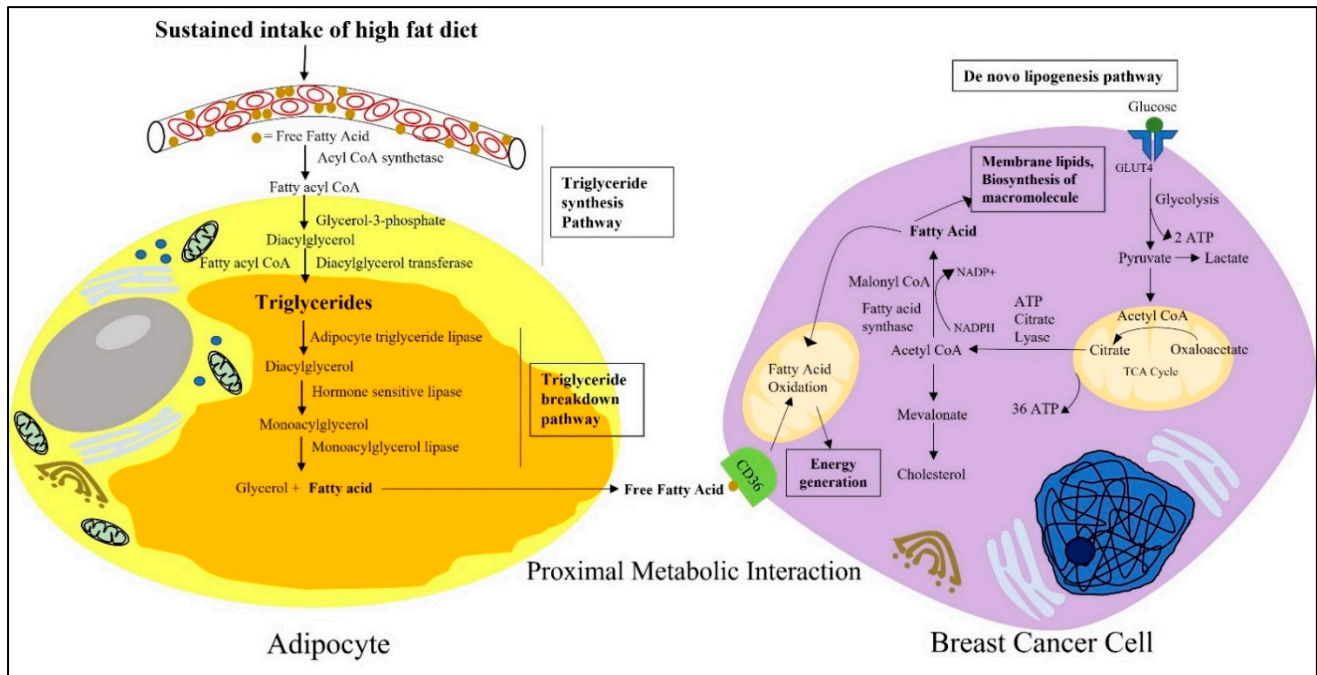 Sustained intake of high fat diet
= Free Fatty Acid
Acyl CoA synthetase
Fatty acyl CoA
Glycerol-3-phosphate
Diacylglycerol
Fatty acyl CoA
Diacylglycerol transferase
Triglycerides
Adipocyte triglyceride lipase
Diacylglycerol
Hormone sensitive lipase
Monoacylglycerol
Monoacylglycerol lipase
Glycerol + Fatty acid
Triglyceride
synthesis
Pathway
Triglyceride
breakdown
pathway
Free Fatty Acid
CD36
Proximal Metabolic Interaction
Adipocyte
De novo lipogenesis pathway
Glucose
GLUT4
Glycolysis
2 ATP
Pyruvate
Lactate
Acetyl CoA
Citrate
Oxaloacetate
TCA Cycle
36 ATP
ATP
Citrate
Lyase
Acetyl CoA
Malonyl CoA
Fatty acid
synthase
NADP+
NADPH
Fatty Acid
Membrane lipids,
Biosynthesis of
macromolecule
Fatty Acid
Oxidation
Energy
generation
Mevalonate
Cholesterol
Breast Cancer Cell